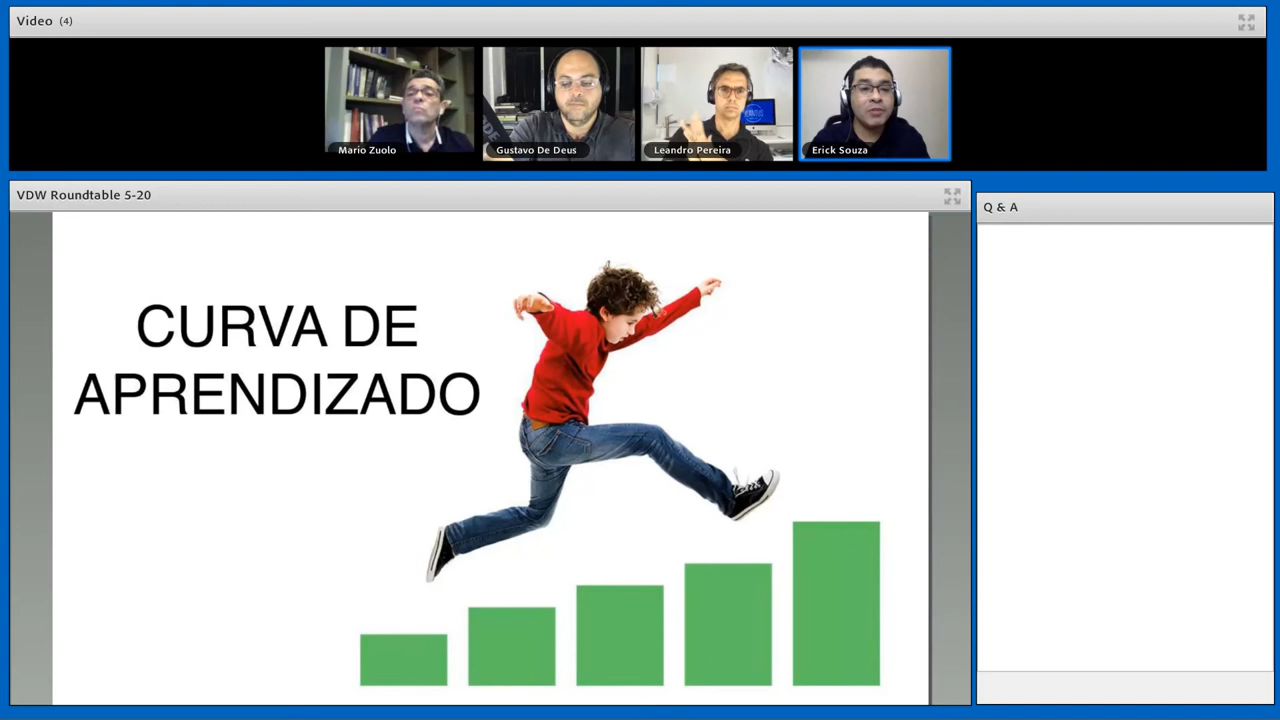 Video (4)
Mario Zuolo
Gustavo De Deus
Leandro Pereira
Erick Souza
VDW Roundtable 5-20
Q & A
CURVA DE
APRENDIZADO